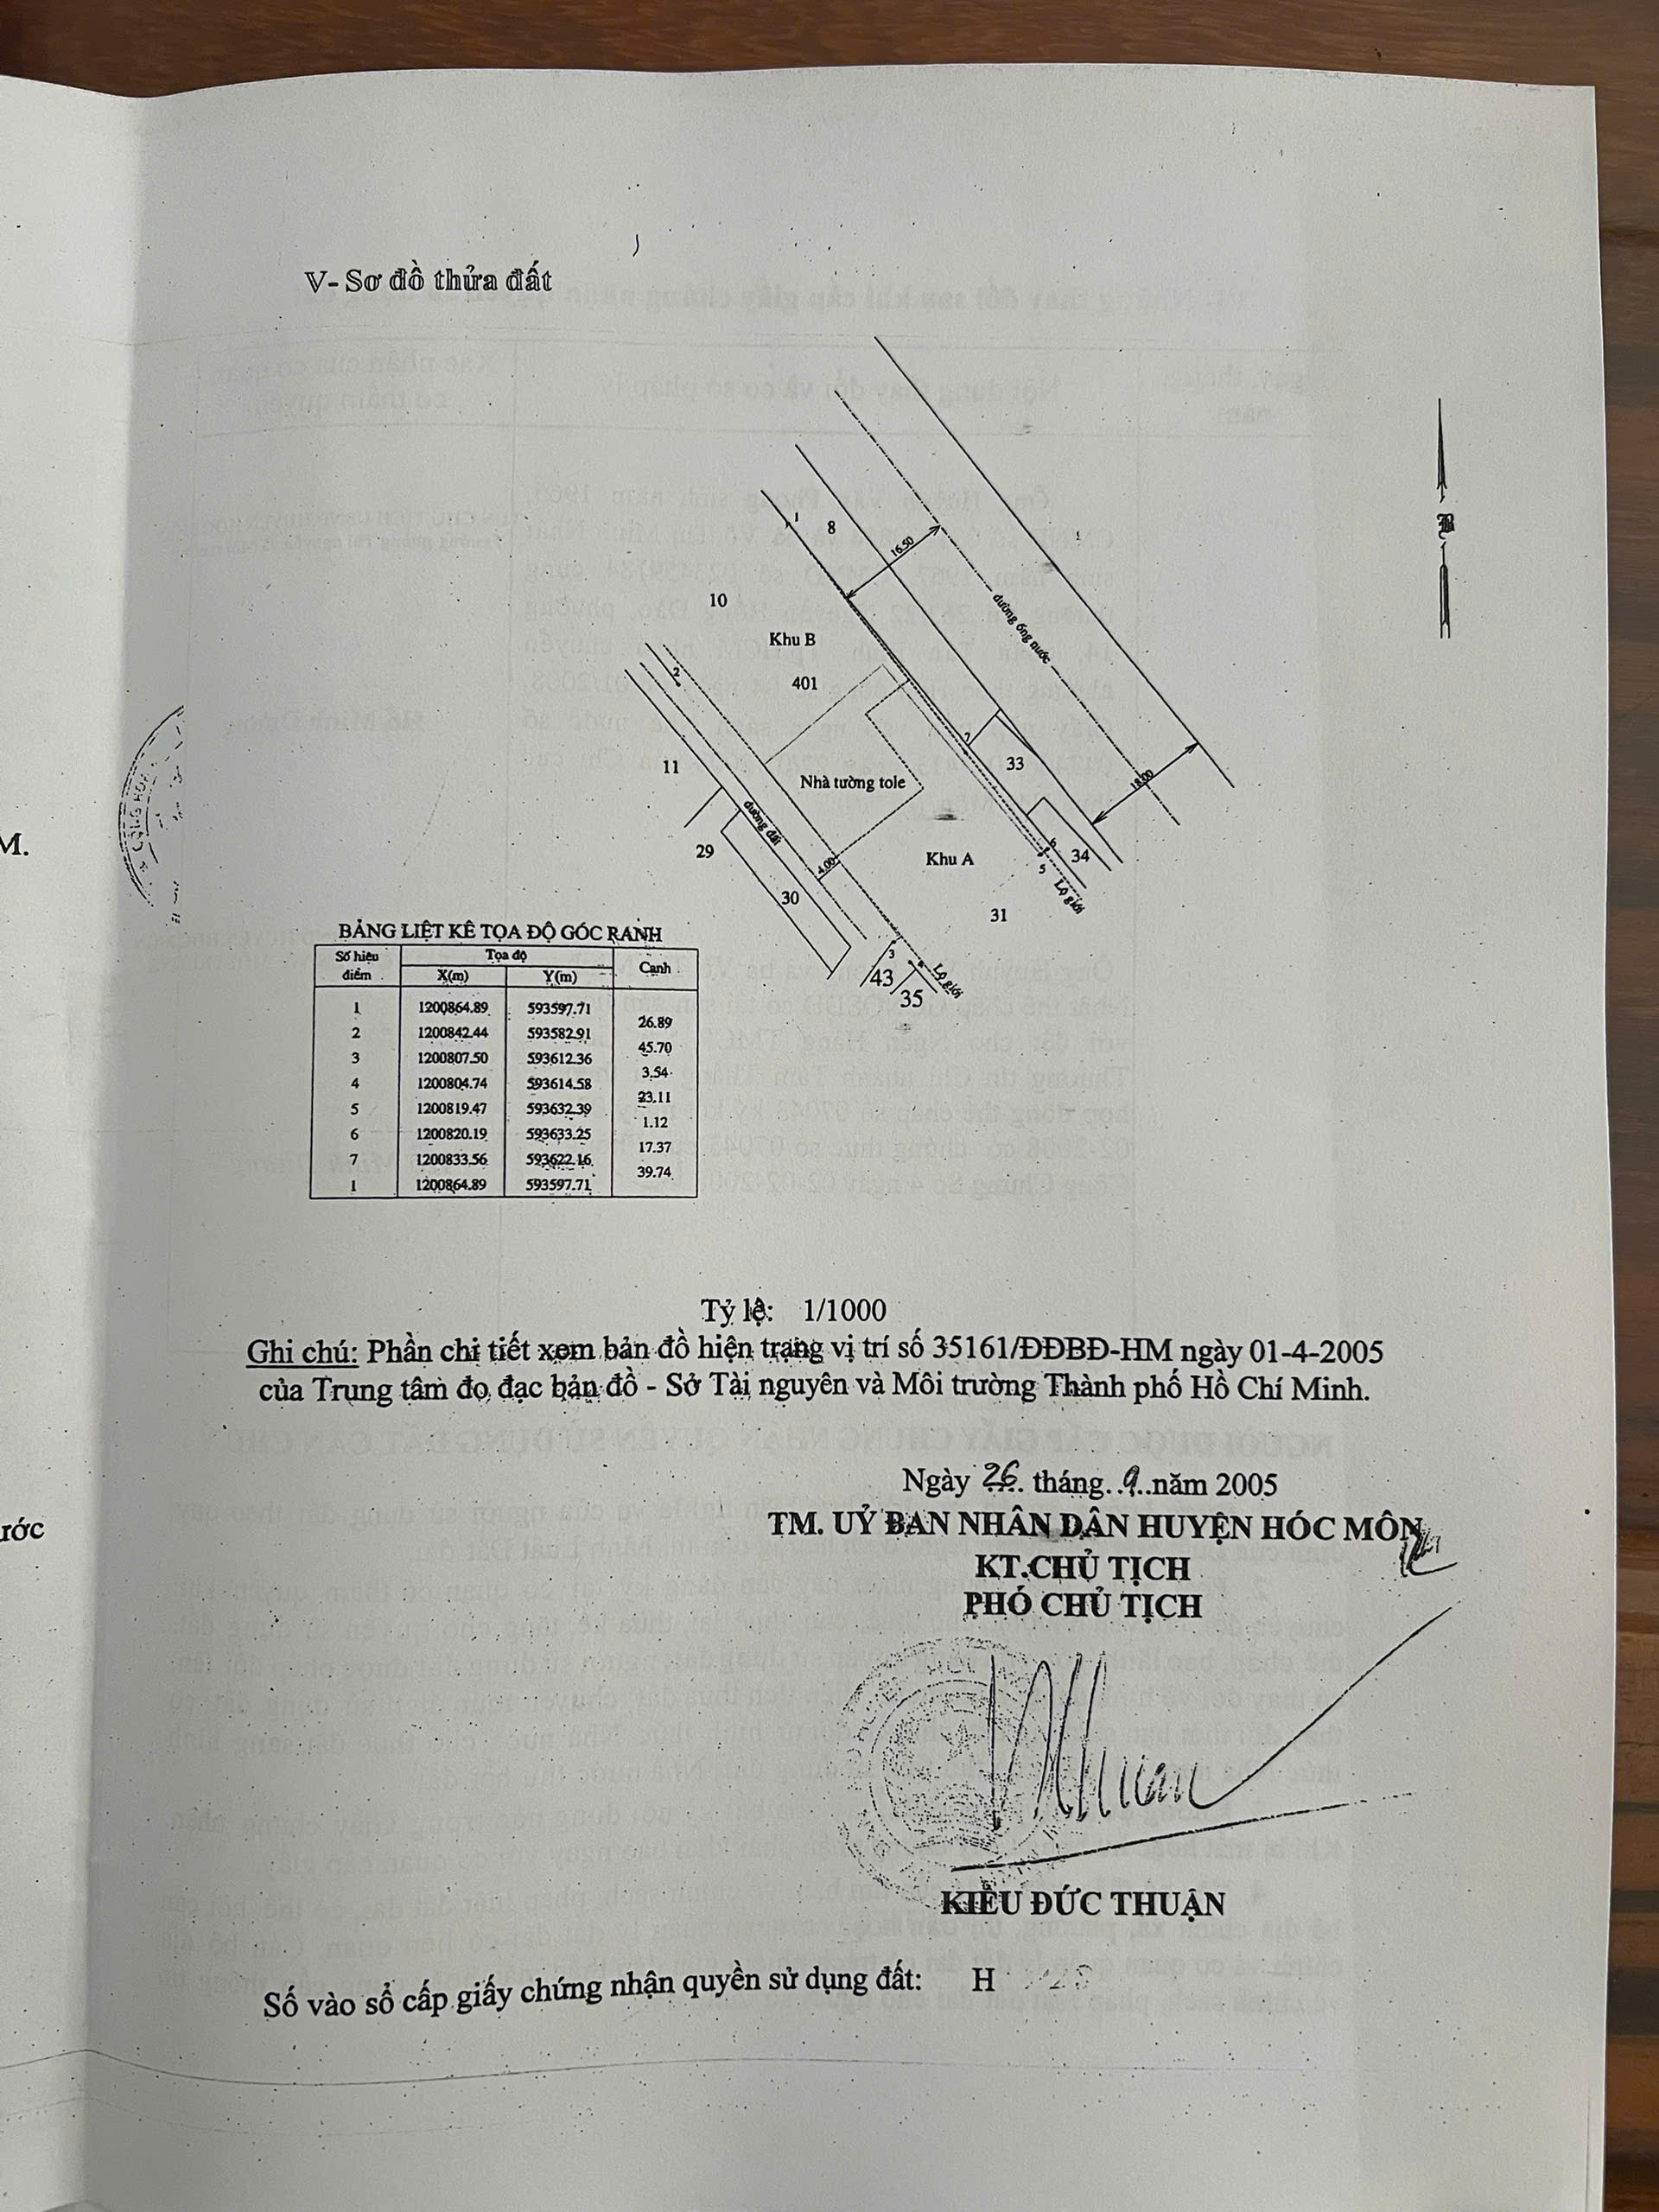 V- Sơ đồ thửa đất
1
8
16.50
10
đường ống nước
B
Khu B
2
401
7
33
11
18.00
Nhà tường tole
đường đất
29
Khu A
6
34
4.00
5
30
Lộ giới
31
3
4
43
35
Lộ giới
M.
BẢNG LIỆT KÊ TỌA ĐỘ GÓC RANH
Số hiệu điểm Tọa độ Cạnh
X(m) Y(m)
1 1200864.89 593597.71
26.89
2 1200842.44 593582.91
45.70
3 1200807.50 593612.36
3.54
4 1200804.74 593614.58
23.11
5 1200819.47 593632.39
1.12
6 1200820.19 593633.25
17.37
7 1200833.56 593622.16
39.74
1 1200864.89 593597.71
Tỷ lệ: 1/1000
Ghi chú: Phần chi tiết xem bản đồ hiện trạng vị trí số 35161/ĐĐBĐ-HM ngày 01-4-2005
của Trung tâm đo đạc bản đồ - Sở Tài nguyên và Môi trường Thành phố Hồ Chí Minh.
Ngày 26 tháng 9 năm 2005
ước
TM. UỶ BAN NHÂN DÂN HUYỆN HÓC MÔN
KT.CHỦ TỊCH
PHÓ CHỦ TỊCH
KIỀU ĐỨC THUẬN
Số vào sổ cấp giấy chứng nhận quyền sử dụng đất: H